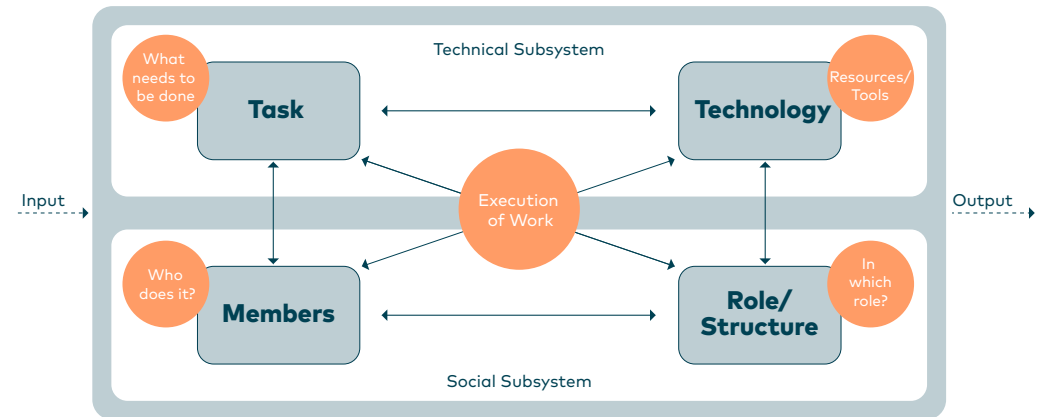 Technical Subsystem
What
needs to
be done
Task
Technology
Resources/
Tools
Input
Execution
of Work
Output
Who
does it?
Members
Role/
Structure
In
which
role?
Social Subsystem